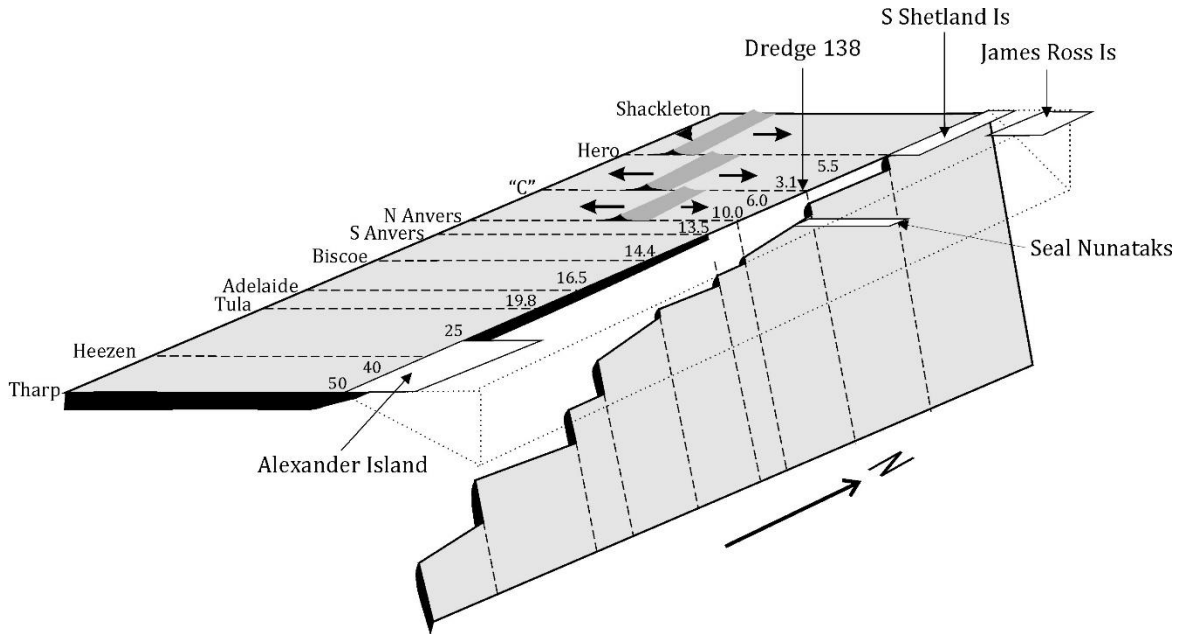 S Shetland Is
James Ross Is
Dredge 138
Shackleton
Hero
5.5
"C"
3.1
6.0
N Anvers
10.0
S Anvers
13.5
Seal Nunataks
Biscoe
14.4
Adelaide
16.5
Tula
19.8
25
Heezen
40
Tharp
50
Alexander Island
N